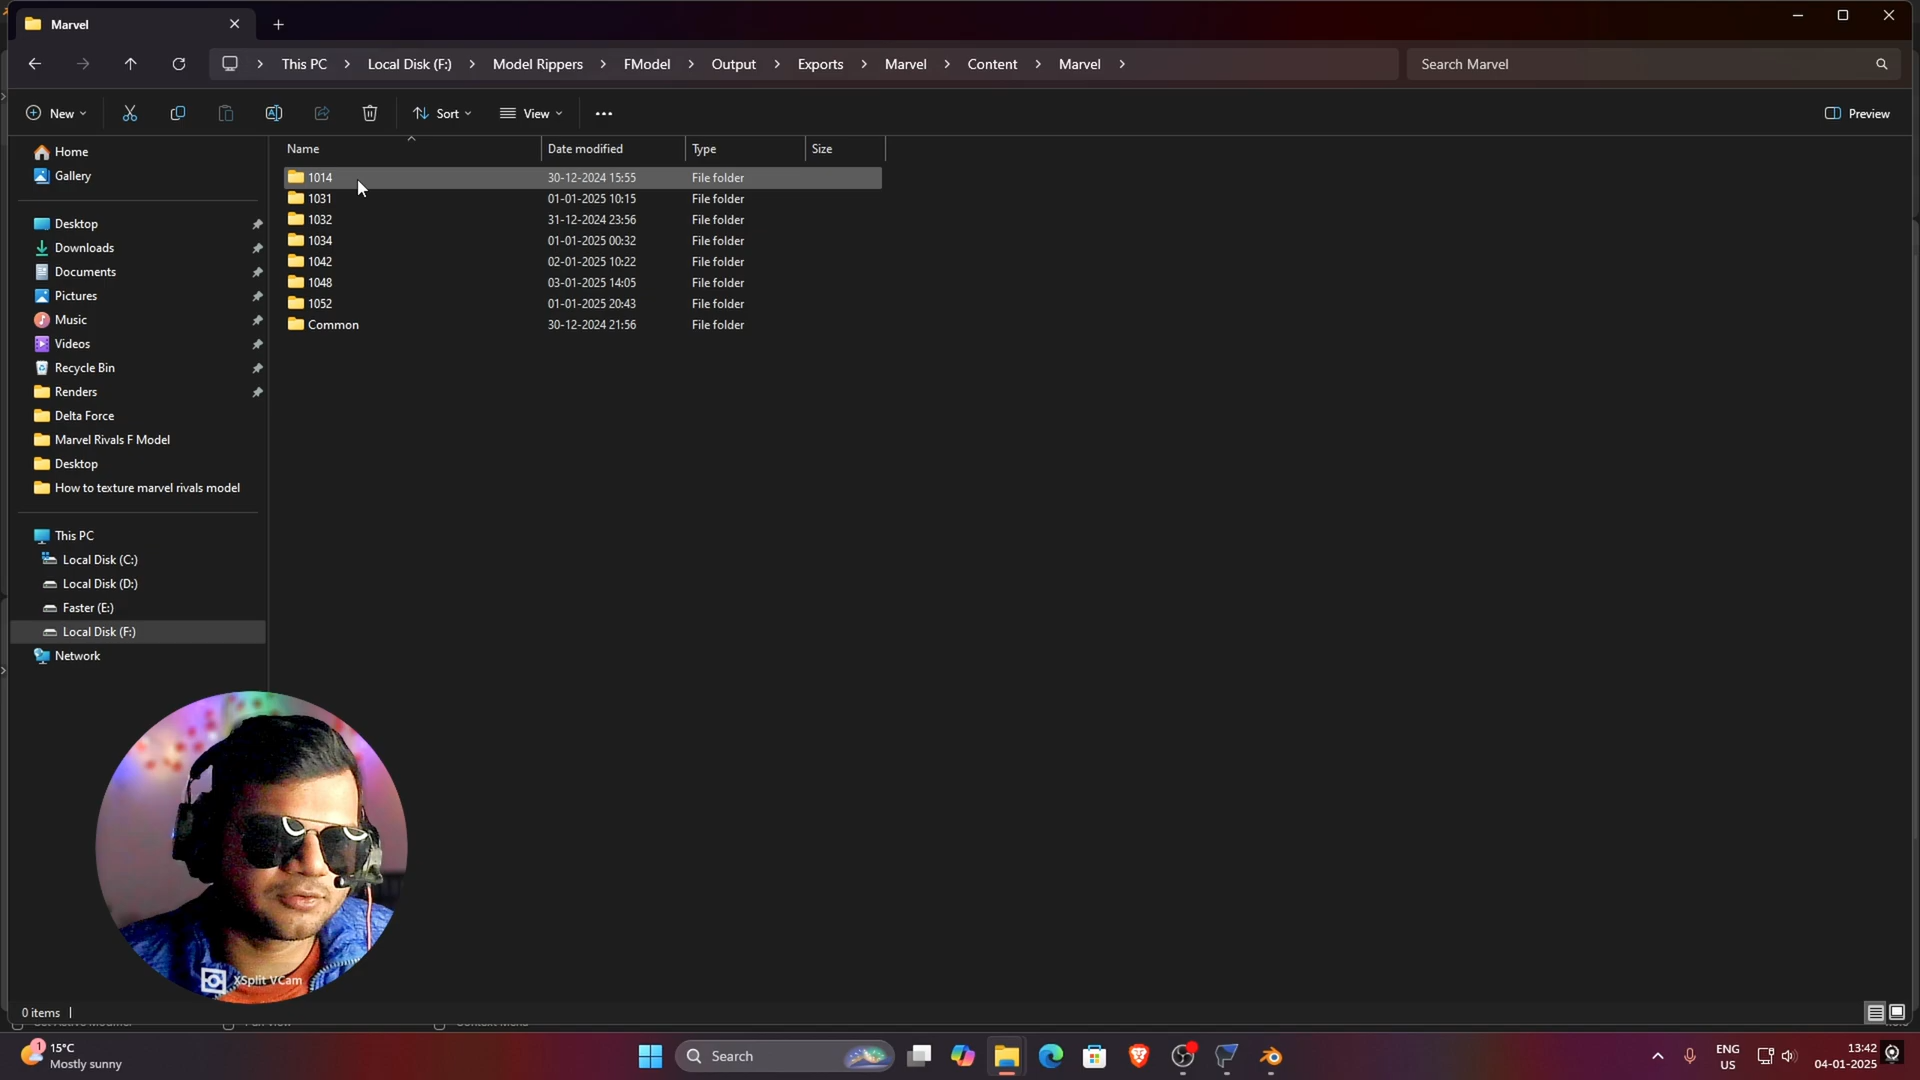 Marvel
This PC
Local Disk (F:)
Model Rippers
FModel
Output
Exports
Marvel
Content
Marvel
Search Marvel
New
Sort
View
Preview
Name
Date modified
Type
Size
1014 30-12-2024 15:55 File folder
1031 01-01-2025 10:15 File folder
1032 31-12-2024 23:56 File folder
1034 01-01-2025 00:32 File folder
1042 02-01-2025 10:22 File folder
1048 03-01-2025 14:05 File folder
1052 01-01-2025 20:43 File folder
Common 30-12-2024 21:56 File folder
Home
Gallery
Desktop
Downloads
Documents
Pictures
Music
Videos
Recycle Bin
Renders
Delta Force
Marvel Rivals F Model
Desktop
How to texture marvel rivals model
This PC
Local Disk (C:)
Local Disk (D:)
Faster (E:)
Local Disk (F:)
Network
XSplit VCam
0 items
1
15°C
Mostly sunny
Search
ENG
US
13:42
04-01-2025